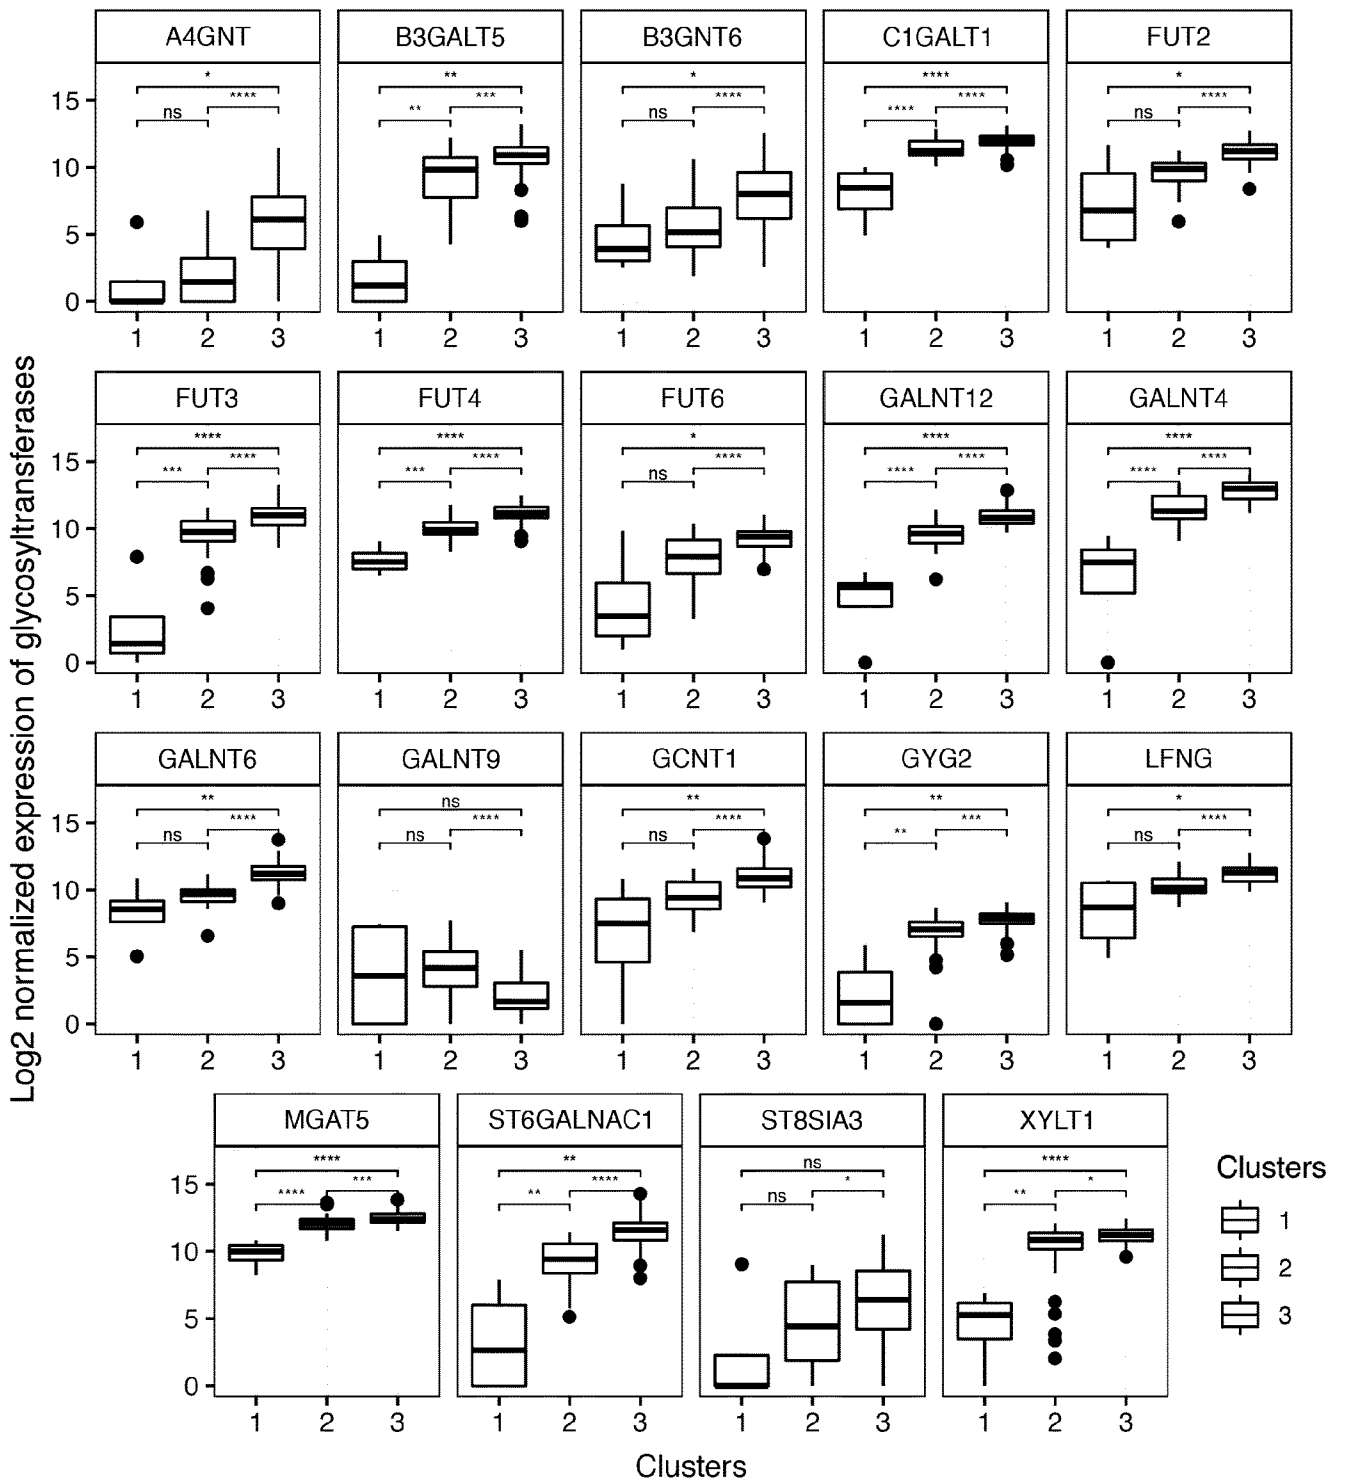 A4GNT B3GALT5 B3GNT6 C1GALT1 FUT2
* ** * **** *
15
**** *** **** **** ****
ns ** ns **** ns
10
5
0
1 2 3 1 2 3 1 2 3 1 2 3 1 2 3
Log2 normalized expression of glycosyltransferases
FUT3 FUT4 FUT6 GALNT12 GALNT4
**** **** * **** ****
15
**** **** **** **** ****
*** *** ns **** ****
10
5
0
1 2 3 1 2 3 1 2 3 1 2 3 1 2 3
GALNT6 GALNT9 GCNT1 GYG2 LFNG
** ns ** ** *
15
**** **** **** *** ****
ns ns ns ** ns
10
5
0
1 2 3 1 2 3 1 2 3 1 2 3 1 2 3
MGAT5 ST6GALNAC1 ST8SIA3 XYLT1
**** ** ns ****
15
*** **** * *
**** ** ns **
10
5
0
1 2 3 1 2 3 1 2 3 1 2 3
Clusters
Clusters
1
2
3